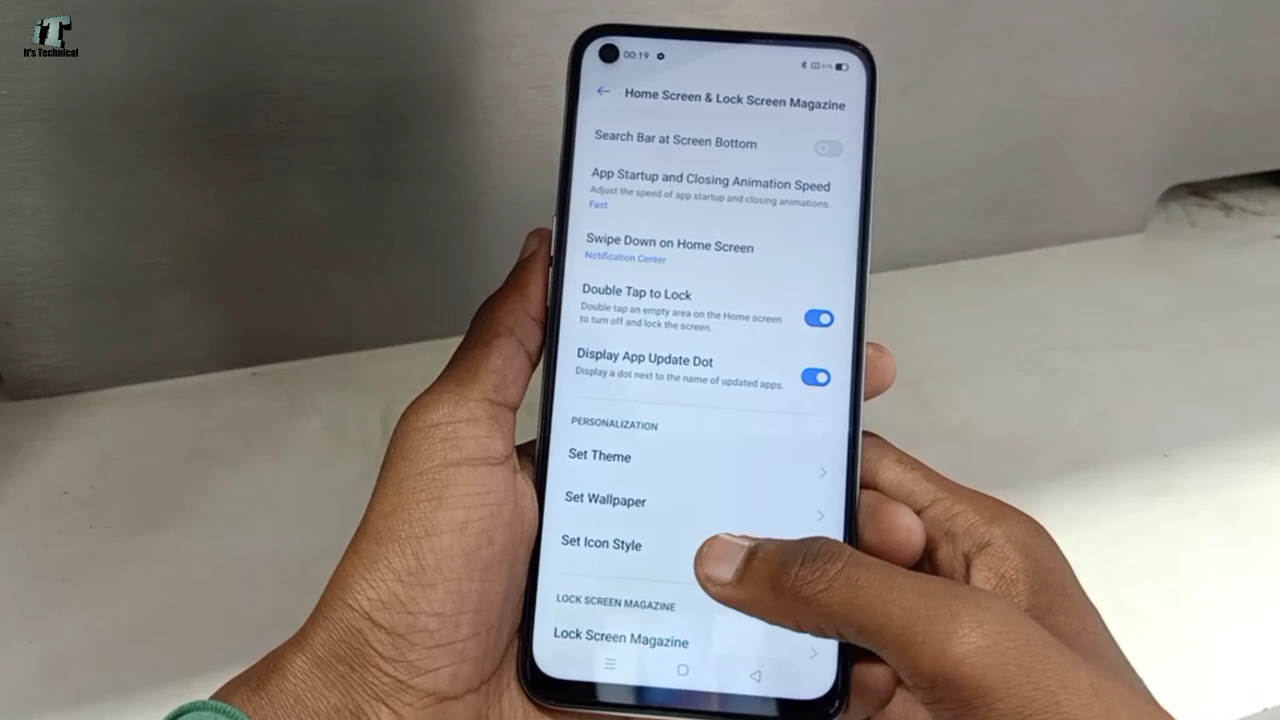 iT
It's Technical
00:19
Home Screen & Lock Screen Magazine
Search Bar at Screen Bottom
App Startup and Closing Animation Speed
Adjust the speed of app startup and closing animations.
Fast
Swipe Down on Home Screen
Notification Center
Double Tap to Lock
Double tap an empty area on the Home screen
to turn off and lock the screen.
Display App Update Dot
Display a dot next to the name of updated apps.
PERSONALIZATION
Set Theme
Set Wallpaper
Set Icon Style
LOCK SCREEN MAGAZINE
Lock Screen Magazine